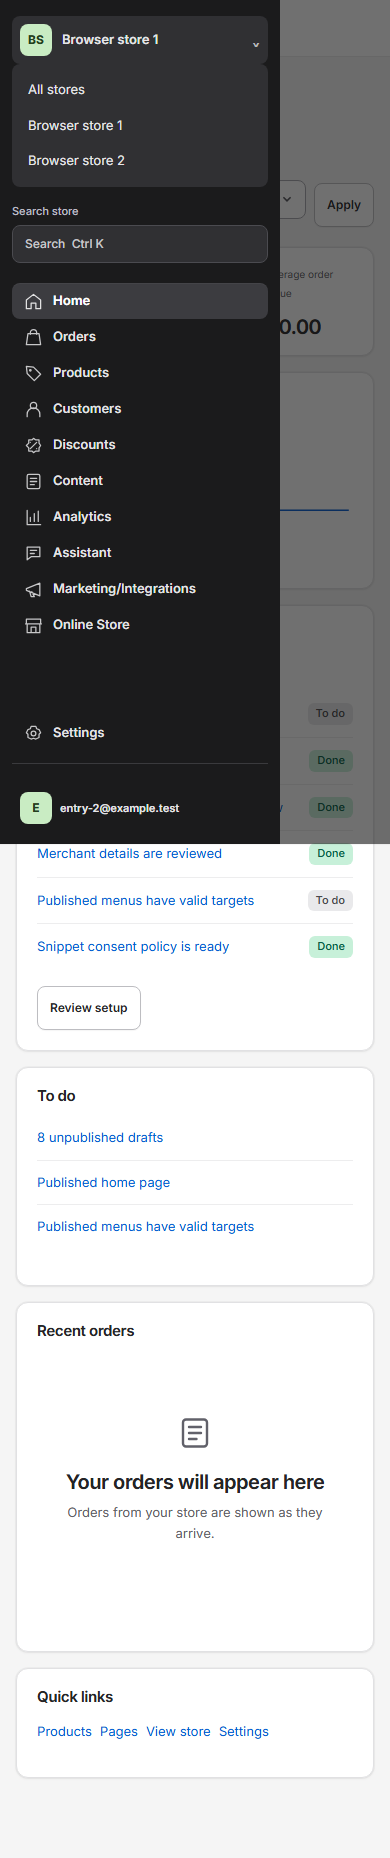 BS Browser store 1
All stores
Browser store 1
Browser store 2
Search store
Search Ctrl K
Apply
Home
Orders
Products
Customers
Discounts
Content
Analytics
Assistant
Marketing/Integrations
Online Store
Settings
E entry-2@example.test
erage order
ue
0.00
To do
Done
Done
Merchant details are reviewed Done
Published menus have valid targets To do
Snippet consent policy is ready Done
Review setup
To do
8 unpublished drafts
Published home page
Published menus have valid targets
Recent orders
Your orders will appear here
Orders from your store are shown as they
arrive.
Quick links
Products Pages View store Settings